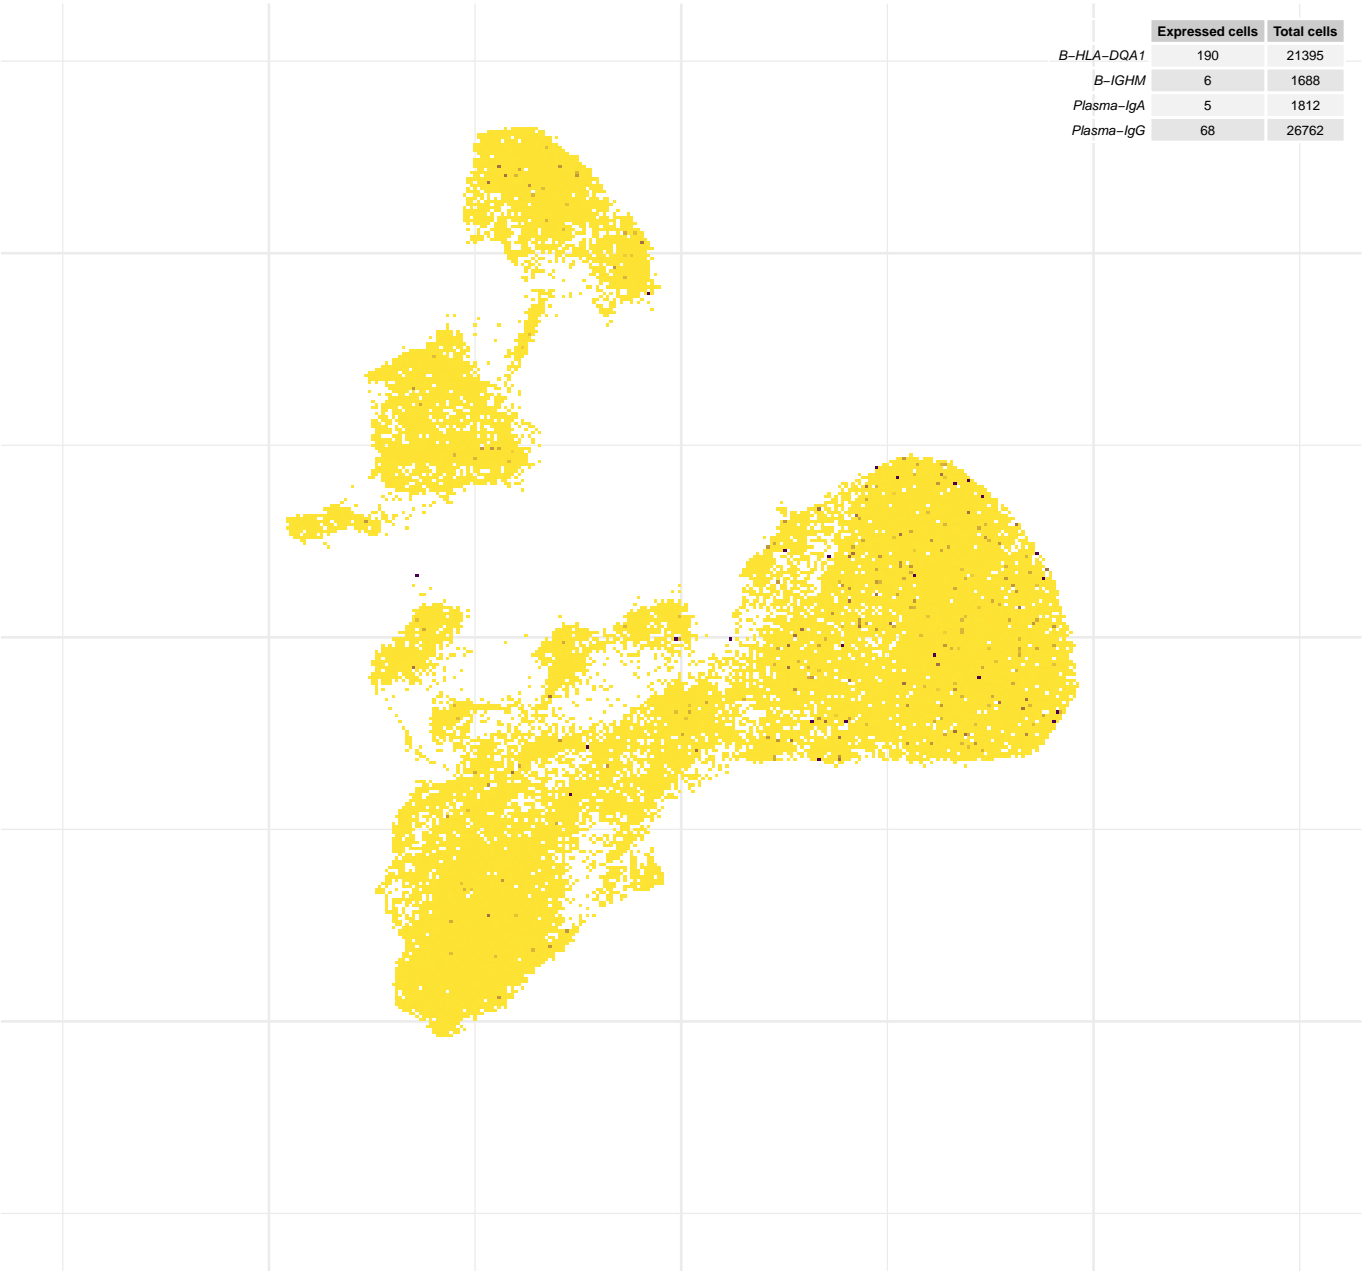 Expressed cells Total cells
B−HLA−DQA1 190 21395
B−IGHM 6 1688
Plasma−IgA 5 1812
Plasma−IgG 68 26762